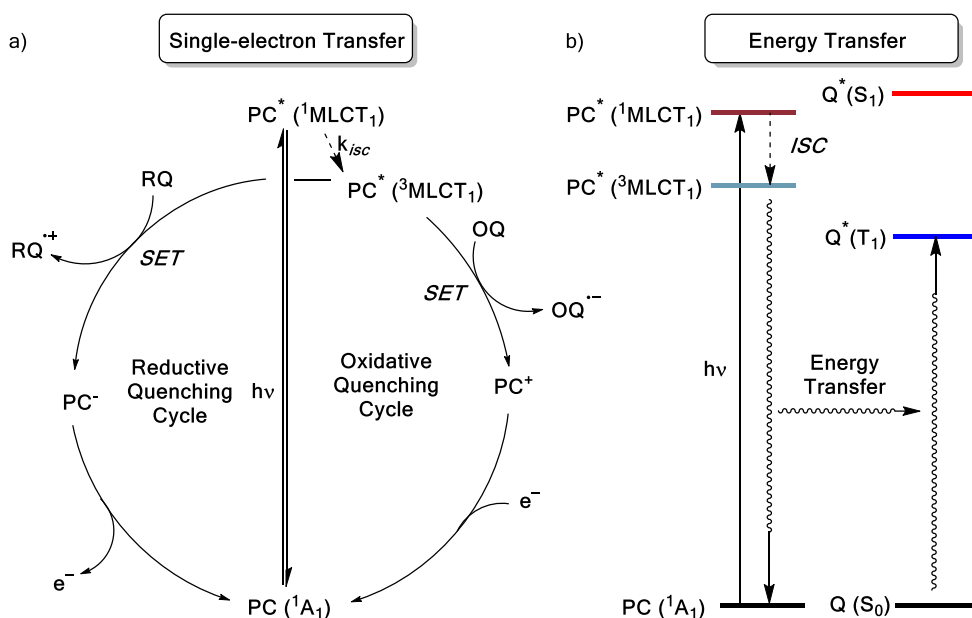 a)
Single-electron Transfer
PC* (¹MLCT₁)
k_isc
PC* (³MLCT₁)
RQ
RQ•+
SET
OQ
SET
OQ•−
Reductive
Quenching
Cycle
hν
Oxidative
Quenching
Cycle
PC-
PC+
e−
e−
PC (¹A₁)
b)
Energy Transfer
Q*(S₁)
PC* (¹MLCT₁)
ISC
PC* (³MLCT₁)
Q*(T₁)
hν
Energy
Transfer
PC (¹A₁)
Q (S₀)